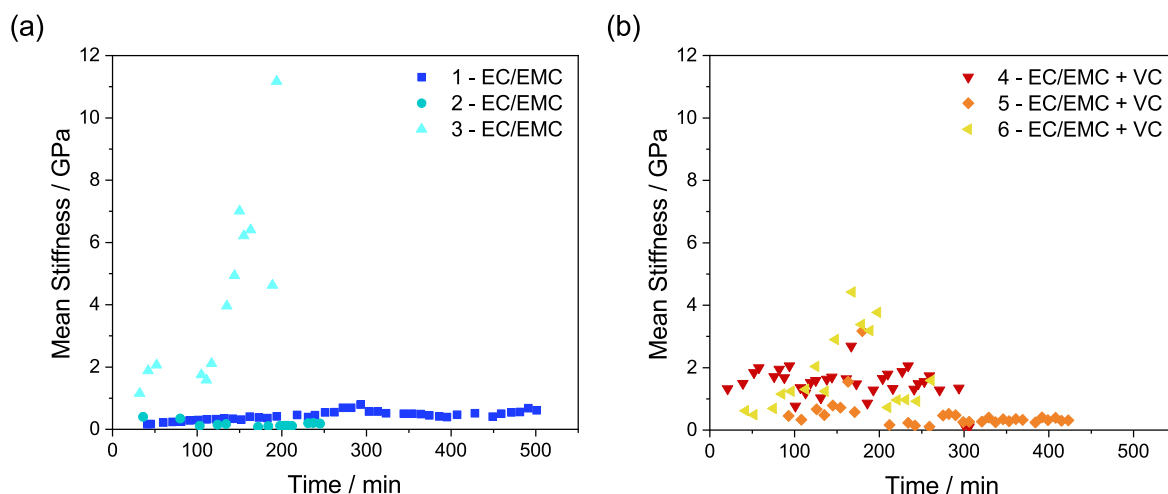 (a)
12
10
8
6
4
2
0
Mean Stiffness / GPa
1 - EC/EMC
2 - EC/EMC
3 - EC/EMC
0 100 200 300 400 500
Time / min
(b)
12
10
8
6
4
2
0
Mean Stiffness / GPa
4 - EC/EMC + VC
5 - EC/EMC + VC
6 - EC/EMC + VC
0 100 200 300 400 500
Time / min